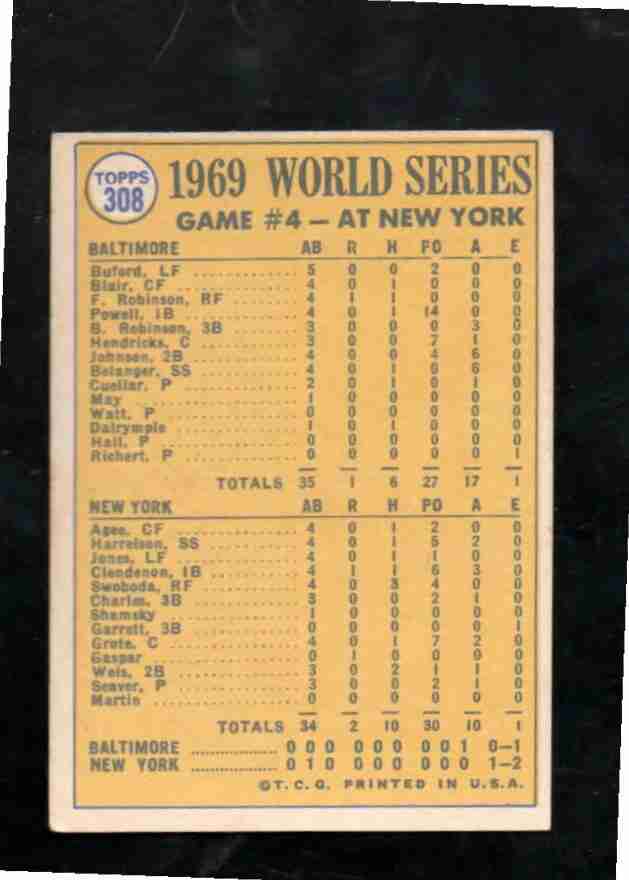 TOPPS
308
1969 WORLD SERIES
GAME #4 – AT NEW YORK
BALTIMORE AB R H PO A E
Buford, LF .............. 5 0 0 2 0 0
Blair, CF .............. 4 0 1 0 0 0
F. Robinson, RF ......... 4 1 1 0 0 0
Powell, 1B .............. 4 0 1 14 0 0
B. Robinson, 3B ......... 3 0 0 0 3 0
Hendricks, C ............ 3 0 0 7 1 0
Johnson, 2B ............. 4 0 0 4 6 0
Belanger, SS ............ 4 0 1 0 6 0
Cuellar, P .............. 2 0 1 0 1 0
May ..................... 1 0 0 0 0 0
Watt, P ................. 0 0 0 0 0 0
Dalrymple ............... 1 0 1 0 0 0
Hall, P ................. 0 0 0 0 0 0
Richert, P .............. 0 0 0 0 0 1
TOTALS 35 1 6 27 17 1
NEW YORK AB R H PO A E
Agee, CF ................ 4 0 1 2 0 0
Harrelson, SS ........... 4 0 1 5 2 0
Jones, LF ............... 4 0 1 1 0 0
Clendenon, 1B ........... 4 1 1 6 3 0
Swoboda, RF ............. 4 0 3 4 0 0
Charles, 3B ............. 3 0 0 2 1 0
Shamsky ................. 1 0 0 0 0 0
Garrett, 3B ............. 0 0 0 0 0 1
Grote, C ................ 4 0 1 7 2 0
Gaspar .................. 0 1 0 0 0 0
Weis, 2B ................ 3 0 2 1 1 0
Seaver, P ............... 3 0 0 2 1 0
Martin .................. 0 0 0 0 0 0
TOTALS 34 2 10 30 10 1
BALTIMORE ................ 0 0 0 0 0 0 0 0 1 0–1
NEW YORK ................ 0 1 0 0 0 0 0 0 0 1–2
©T.C.G. PRINTED IN U.S.A.